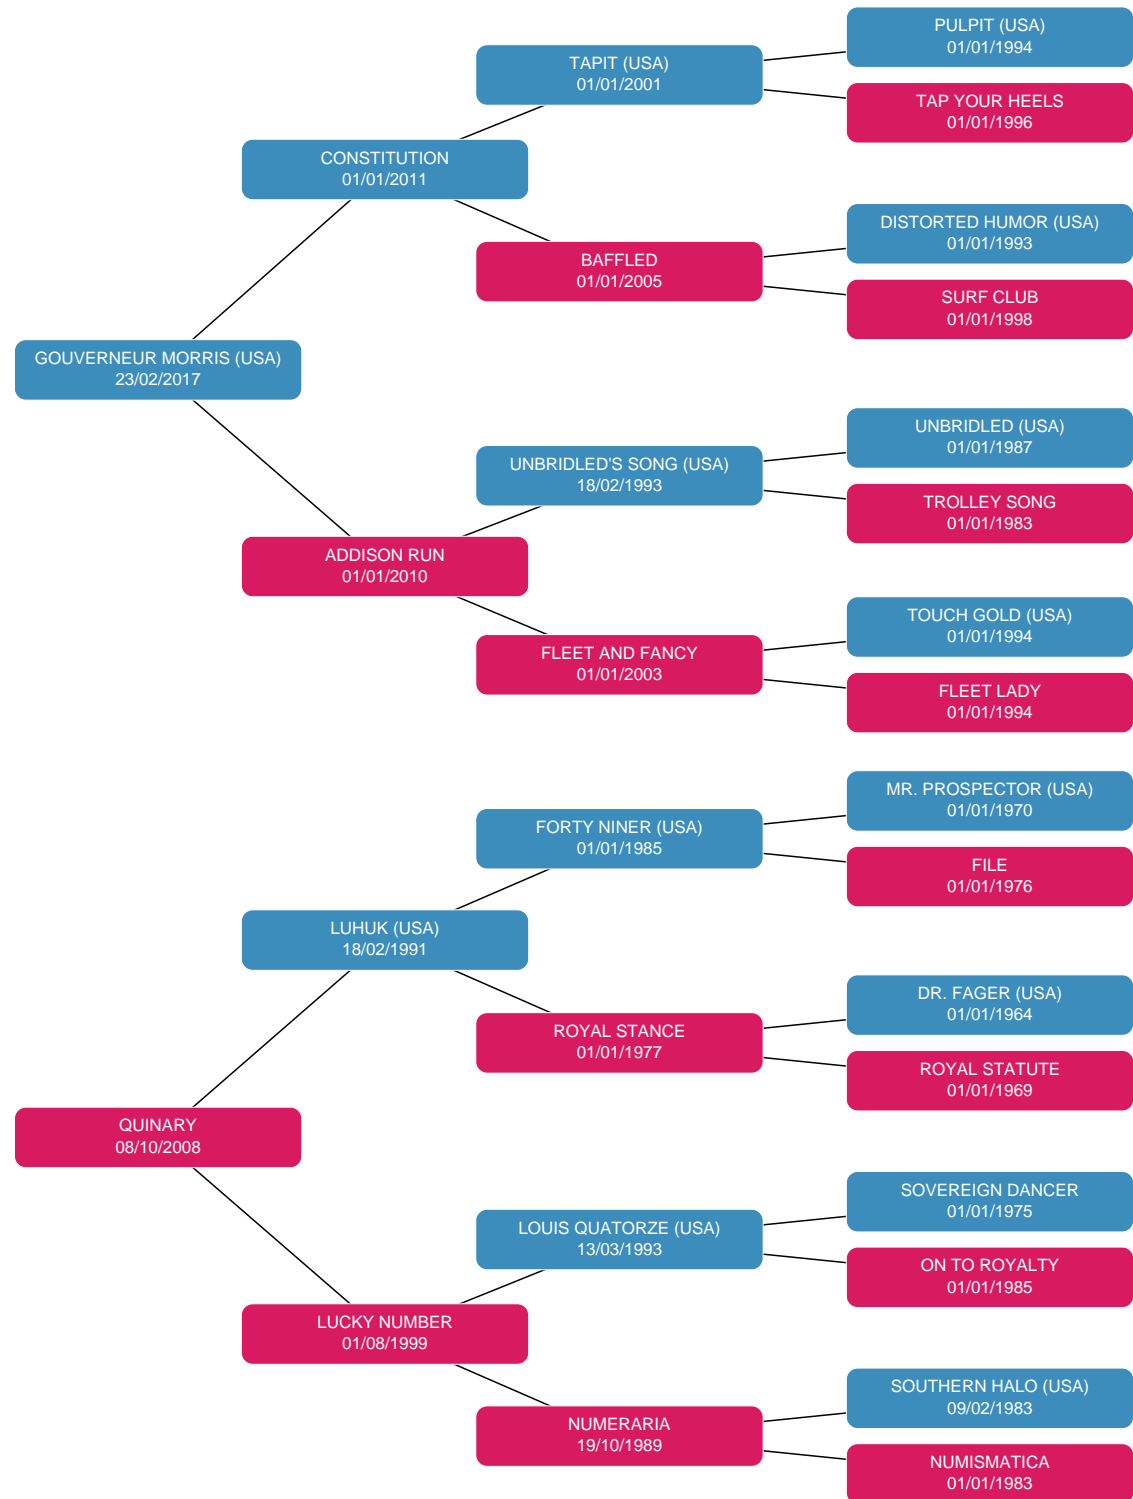 PULPIT (USA)
01/01/1994
TAPIT (USA)
01/01/2001
TAP YOUR HEELS
01/01/1996
CONSTITUTION
01/01/2011
DISTORTED HUMOR (USA)
01/01/1993
BAFFLED
01/01/2005
SURF CLUB
01/01/1998
GOUVERNEUR MORRIS (USA)
23/02/2017
UNBRIDLED (USA)
01/01/1987
UNBRIDLED'S SONG (USA)
18/02/1993
TROLLEY SONG
01/01/1983
ADDISON RUN
01/01/2010
TOUCH GOLD (USA)
01/01/1994
FLEET AND FANCY
01/01/2003
FLEET LADY
01/01/1994
MR. PROSPECTOR (USA)
01/01/1970
FORTY NINER (USA)
01/01/1985
FILE
01/01/1976
LUHUK (USA)
18/02/1991
DR. FAGER (USA)
01/01/1964
ROYAL STANCE
01/01/1977
ROYAL STATUTE
01/01/1969
QUINARY
08/10/2008
SOVEREIGN DANCER
01/01/1975
LOUIS QUATORZE (USA)
13/03/1993
ON TO ROYALTY
01/01/1985
LUCKY NUMBER
01/08/1999
SOUTHERN HALO (USA)
09/02/1983
NUMERARIA
19/10/1989
NUMISMATICA
01/01/1983